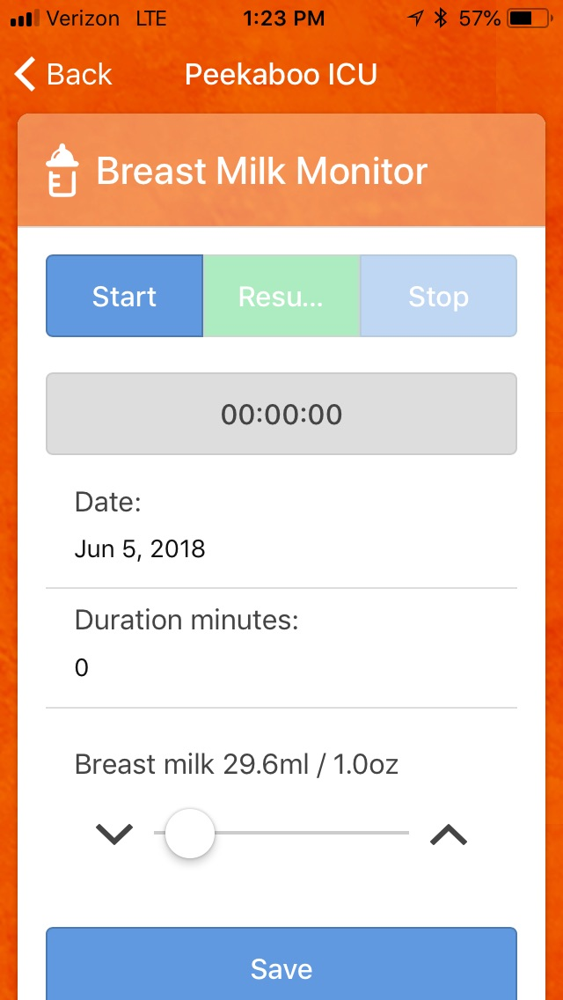 Verizon LTE 1:23 PM 57%
Back Peekaboo ICU
Breast Milk Monitor
Start Resu... Stop
00:00:00
Date:
Jun 5, 2018
Duration minutes:
0
Breast milk 29.6ml / 1.0oz
Save